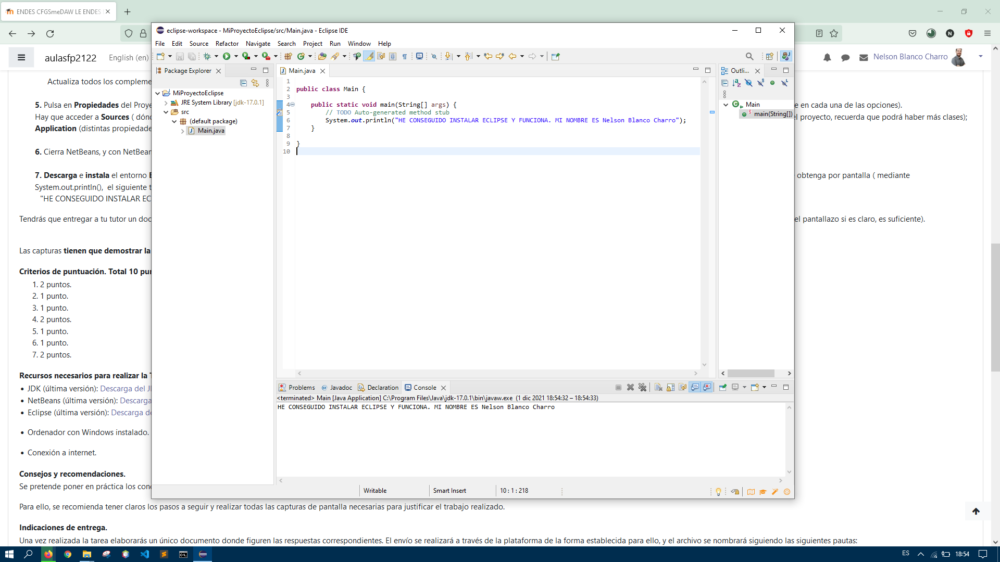 ENDES CFGSmeDAW LE ENDES
eclipse-workspace - MiProyectoEclipse/src/Main.java - Eclipse IDE
File Edit Source Refactor Navigate Search Project Run Window Help
aulasfp2122 English (en)
Nelson Blanco Charro
Package Explorer
MiProyectoEclipse
JRE System Library [jdk-17.0.1]
src
(default package)
Main.java
Main.java
1
2 public class Main {
3
4 public static void main(String[] args) {
5 // TODO Auto-generated method stub
6 System.out.println("HE CONSEGUIDO INSTALAR ECLIPSE Y FUNCIONA. MI NOMBRE ES Nelson Blanco Charro");
7 }
8
9 }
10
Outli...
Main
main(String[])
Problems @ Javadoc Declaration Console
<terminated> Main [Java Application] C:\Program Files\Java\jdk-17.0.1\bin\javaw.exe (1 dic 2021 18:54:32 – 18:54:33)
HE CONSEGUIDO INSTALAR ECLIPSE Y FUNCIONA. MI NOMBRE ES Nelson Blanco Charro
Writable Smart Insert 10 : 1 : 218
Actualiza todos los compleme
5. Pulsa en Propiedades del Proye
e en cada una de las opciones).
Hay que acceder a Sources ( dónd
el proyecto, recuerda que podrá haber más clases);
Application (distintas propiedade
6. Cierra NetBeans, y con NetBean
7. Descarga e instala el entorno E
obtenga por pantalla ( mediante
System.out.println(), el siguiente t
"HE CONSEGUIDO INSTALAR EC
Tendrás que entregar a tu tutor un doc
el pantallazo si es claro, es suficiente).
Las capturas tienen que demostrar la
Criterios de puntuación. Total 10 pun
1. 2 puntos.
2. 1 punto.
3. 1 punto.
4. 2 puntos.
5. 1 punto.
6. 1 punto.
7. 2 puntos.
Recursos necesarios para realizar la T
• JDK (última versión): Descarga del J
• NetBeans (última versión): Descarga
• Eclipse (última versión): Descarga de
• Ordenador con Windows instalado.
• Conexión a internet.
Consejos y recomendaciones.
Se pretende poner en práctica los cono
Para ello, se recomienda tener claros los pasos a seguir y realizar todas las capturas de pantalla necesarias para justificar el trabajo realizado.
Indicaciones de entrega.
Una vez realizada la tarea elaborarás un único documento donde figuren las respuestas correspondientes. El envío se realizará a través de la plataforma de la forma establecida para ello, y el archivo se nombrará siguiendo las siguientes pautas:
ES 18:54